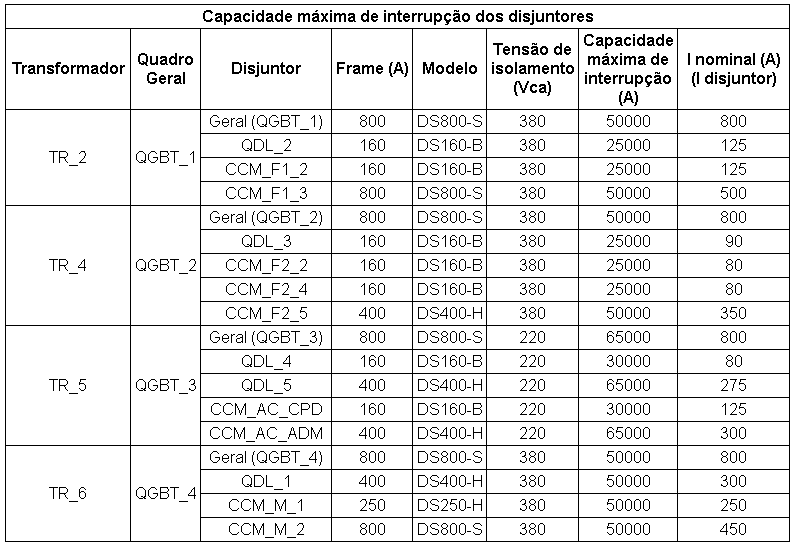 Capacidade máxima de interrupção dos disjuntores
Transformador Quadro Geral Disjuntor Frame (A) Modelo Tensão de isolamento (Vca) Capacidade máxima de interrupção (A) I nominal (A) (I disjuntor)
TR_2 QGBT_1 Geral (QGBT_1) 800 DS800-S 380 50000 800
QDL_2 160 DS160-B 380 25000 125
CCM_F1_2 160 DS160-B 380 25000 125
CCM_F1_3 800 DS800-S 380 50000 500
TR_4 QGBT_2 Geral (QGBT_2) 800 DS800-S 380 50000 800
QDL_3 160 DS160-B 380 25000 90
CCM_F2_2 160 DS160-B 380 25000 80
CCM_F2_4 160 DS160-B 380 25000 80
CCM_F2_5 400 DS400-H 380 50000 350
TR_5 QGBT_3 Geral (QGBT_3) 800 DS800-S 220 65000 800
QDL_4 160 DS160-B 220 30000 80
QDL_5 400 DS400-H 220 65000 275
CCM_AC_CPD 160 DS160-B 220 30000 125
CCM_AC_ADM 400 DS400-H 220 65000 300
TR_6 QGBT_4 Geral (QGBT_4) 800 DS800-S 380 50000 800
QDL_1 400 DS400-H 380 50000 300
CCM_M_1 250 DS250-H 380 50000 250
CCM_M_2 800 DS800-S 380 50000 450